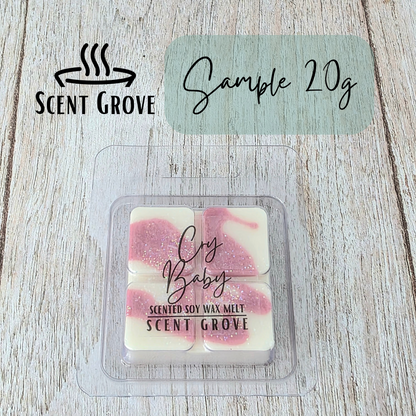 SCENT GROVE
Sample 20g
Cry
Baby
SCENTED SOY WAX MELT
SCENT GROVE